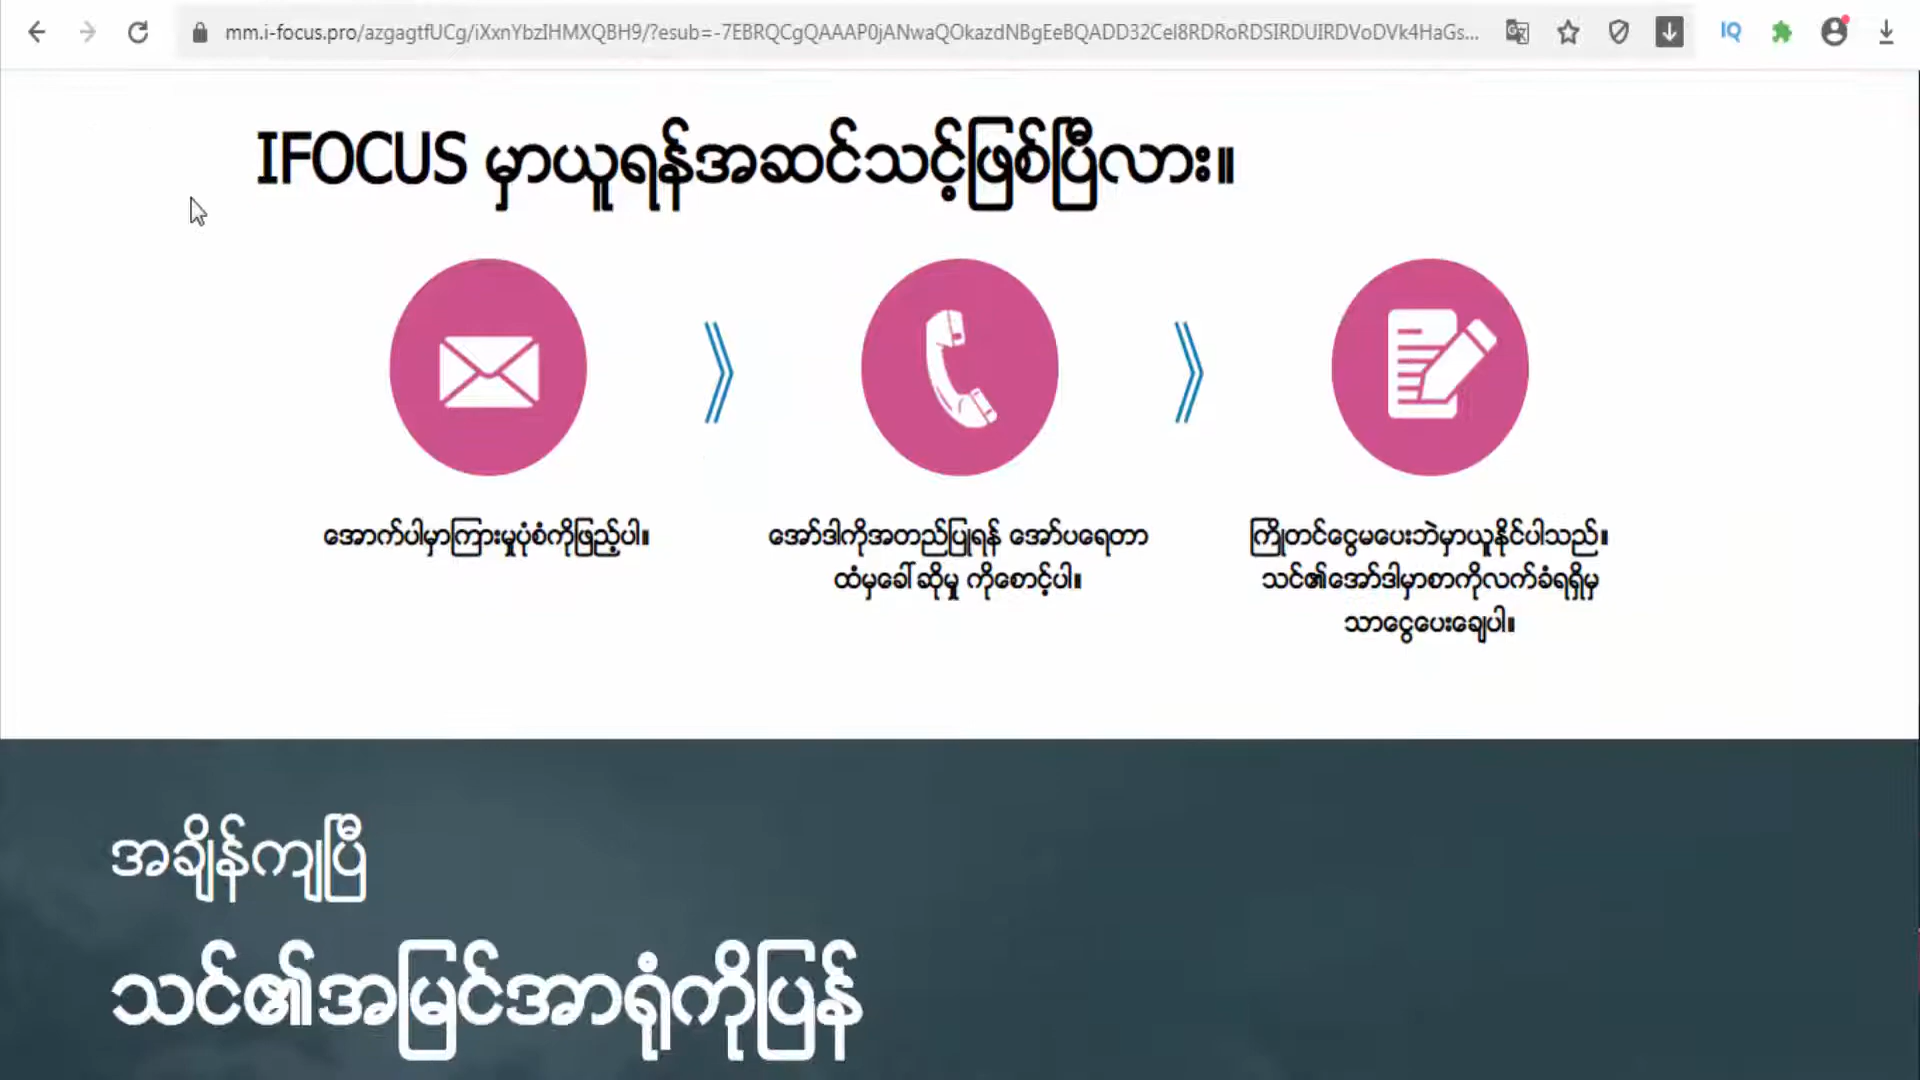 mm.i-focus.pro/azgagtfUCg/iXxnYbzIHMXQBH9/?esub=-7EBRQCgQAAAP0jANwaQOkazdNBgEeBQADD32Cel8RDRoRDSIRDUIRDVoDVk4HaGs...
IQ
IFOCUS မှာယူရန်အဆင်သင့်ဖြစ်ပြီလား။
အောက်ပါမှာကြားမှုပုံစံကိုဖြည့်ပါ။
အော်ဒါကိုအတည်ပြုရန် အော်ပရေတာ
ထံမှခေါ်ဆိုမှု ကိုစောင့်ပါ။
ကြိုတင်ငွေမပေးဘဲမှာယူနိုင်ပါသည်။
သင်၏အော်ဒါမှာစာကိုလက်ခံရရှိမှ
သာငွေပေးချေပါ။
အချိန်ကျပြီ
သင်၏အမြင်အာရုံကိုပြန်